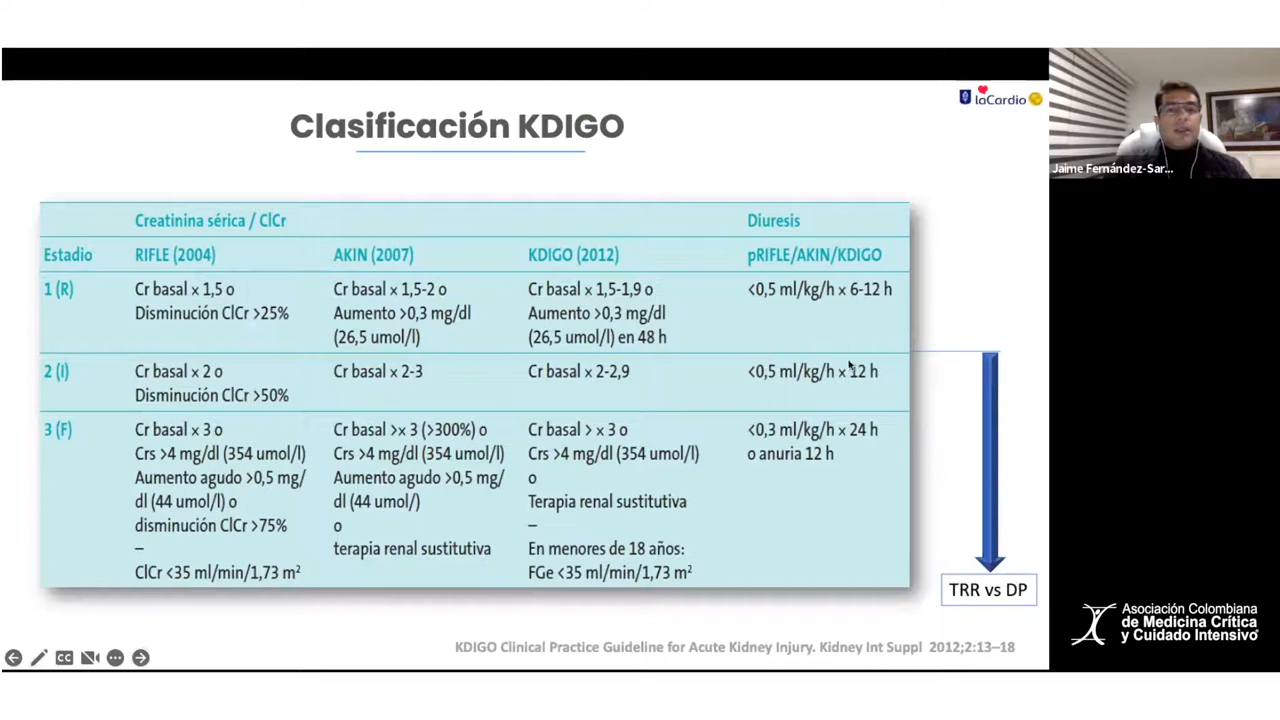 laCardio
Clasificación KDIGO
Jaime Fernández-Sar...
Creatinina sérica / ClCr
Diuresis
Estadio
RIFLE (2004)
AKIN (2007)
KDIGO (2012)
pRIFLE/AKIN/KDIGO
1 (R)
Cr basal x 1,5 o
Disminución ClCr >25%
Cr basal x 1,5-2 o
Aumento >0,3 mg/dl
(26,5 umol/l)
Cr basal x 1,5-1,9 o
Aumento >0,3 mg/dl
(26,5 umol/l) en 48 h
<0,5 ml/kg/h x 6-12 h
2 (I)
Cr basal x 2 o
Disminución ClCr >50%
Cr basal x 2-3
Cr basal x 2-2,9
<0,5 ml/kg/h x 12 h
3 (F)
Cr basal x 3 o
Crs >4 mg/dl (354 umol/l)
Aumento agudo >0,5 mg/
dl (44 umol/l) o
disminución ClCr >75%
–
ClCr <35 ml/min/1,73 m²
Cr basal >x 3 (>300%) o
Crs >4 mg/dl (354 umol/l)
Aumento agudo >0,5 mg/
dl (44 umol/)
o
terapia renal sustitutiva
Cr basal > x 3 o
Crs >4 mg/dl (354 umol/l)
o
Terapia renal sustitutiva
–
En menores de 18 años:
FGe <35 ml/min/1,73 m²
<0,3 ml/kg/h x 24 h
o anuria 12 h
TRR vs DP
KDIGO Clinical Practice Guideline for Acute Kidney Injury. Kidney Int Suppl 2012;2:13–18
CC
Asociación Colombiana
de Medicina Crítica
y Cuidado Intensivo